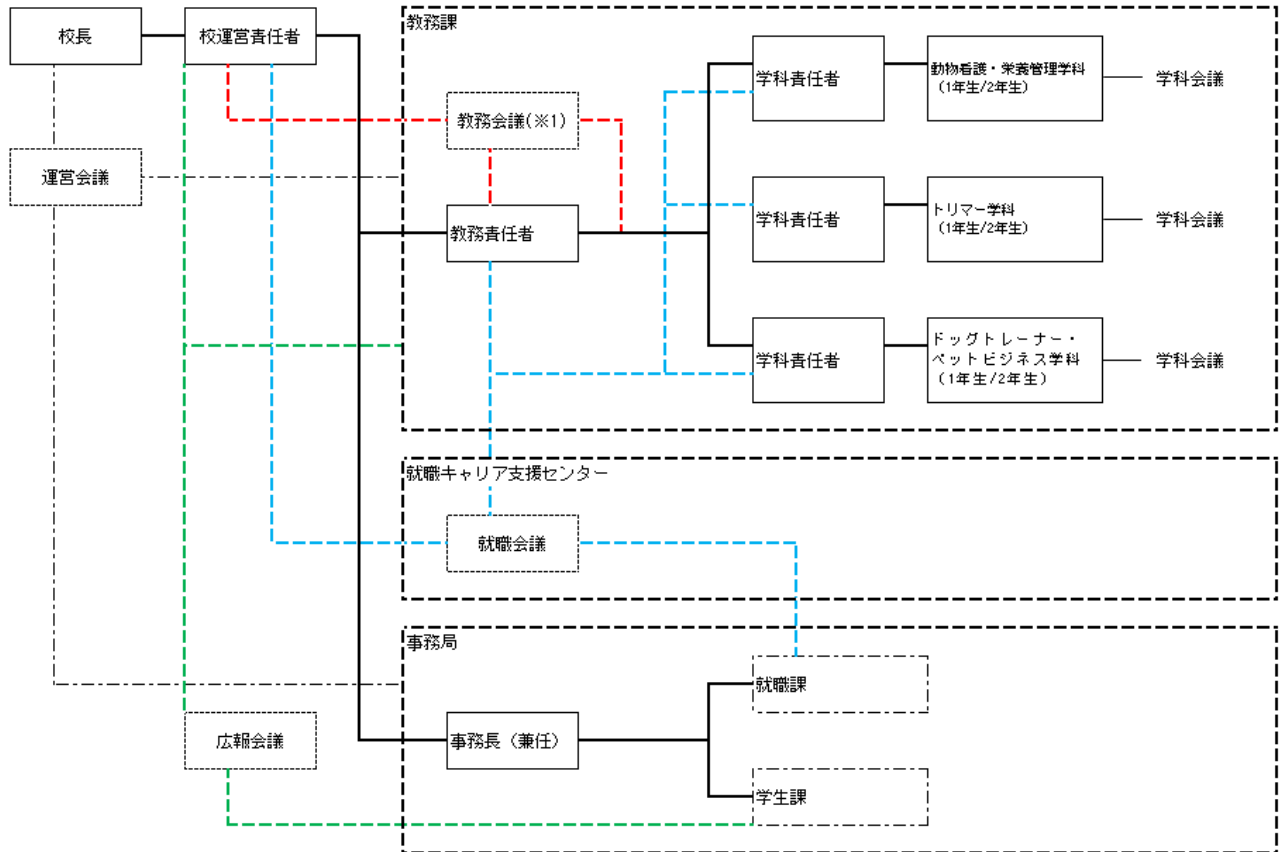 校長
校運営責任者
教務課
学科責任者
動物看護・栄養管理学科
(1年生/2年生)
学科会議
教務会議(※1)
運営会議
教務責任者
学科責任者
トリマー学科
(1年生/2年生)
学科会議
学科責任者
ドッグトレーナー・
ペットビジネス学科
(1年生/2年生)
学科会議
就職キャリア支援センター
就職会議
事務局
就職課
広報会議
事務長（兼任）
学生課